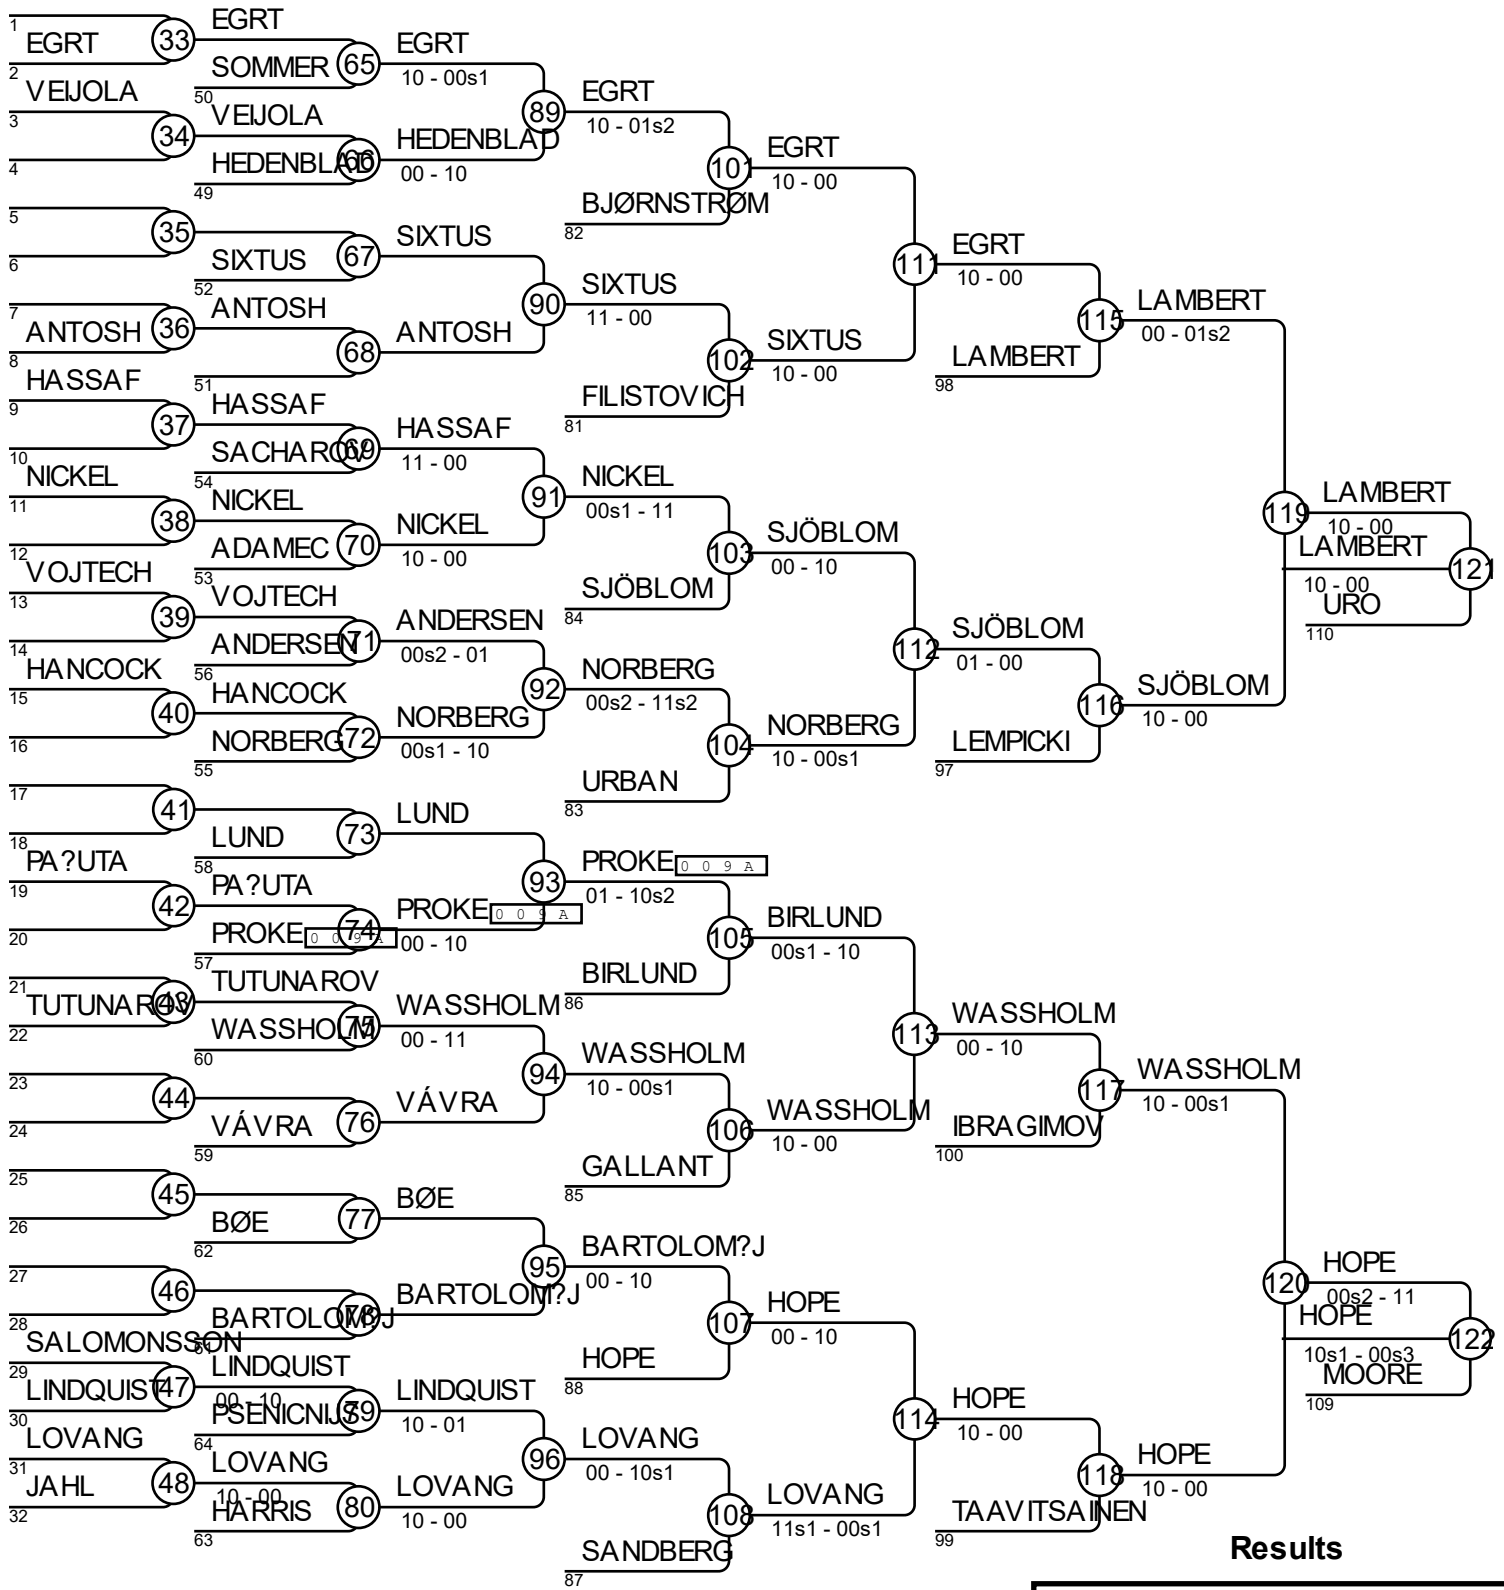 1
EGRT
33
EGRT
2
SOMMER
65
EGRT
10 - 00s1
50
VEIJOLA
3
34
VEIJOLA
4
HEDENBLAD
66
HEDENBLAD
00 - 10
49
89
EGRT
10 - 01s2
5
35
6
SIXTUS
67
SIXTUS
52
7
ANTOSH
36
ANTOSH
8
68
ANTOSH
51
90
SIXTUS
11 - 00
101
EGRT
10 - 00
BJØRNSTRØM
82
102
SIXTUS
10 - 00
FILISTOVICH
81
HASSAF
9
37
HASSAF
10
SACHAROV
69
HASSAF
11 - 00
54
NICKEL
11
38
NICKEL
12
ADAMEC
70
NICKEL
10 - 00
53
91
NICKEL
00s1 - 11
VOJTECH
13
39
VOJTECH
14
ANDERSEN
71
ANDERSEN
00s2 - 01
56
HANCOCK
15
40
HANCOCK
16
NORBERG
72
NORBERG
00s1 - 10
55
92
NORBERG
00s2 - 11s2
103
SJÖBLOM
00 - 10
SJÖBLOM
84
104
NORBERG
10 - 00s1
URBAN
83
111
EGRT
10 - 00
LAMBERT
98
115
LAMBERT
00 - 01s2
112
SJÖBLOM
01 - 00
LEMPICKI
97
116
SJÖBLOM
10 - 00
119
LAMBERT
10 - 00
LAMBERT
10 - 00
121
URO
110
17
41
18
LUND
73
LUND
58
PA?UTA
19
42
PA?UTA
20
PROKE 0 0 9 A
74
PROKE 0 0 9 A
00 - 10
57
93
PROKE 0 0 9 A
01 - 10s2
21
TUTUNAROV
43
TUTUNAROV
22
WASSHOLM
75
WASSHOLM
00 - 11
60
23
44
24
VÁVRA
76
VÁVRA
59
94
WASSHOLM
10 - 00s1
105
BIRLUND
00s1 - 10
BIRLUND
86
106
WASSHOLM
10 - 00
GALLANT
85
25
45
26
BØE
77
BØE
62
27
46
28
BARTOLOM?J
78
BARTOLOM?J
61
95
BARTOLOM?J
00 - 10
SALOMONSSON
29
LINDQUIST
47
LINDQUIST
00 - 10
30
PSENICNIJS
79
LINDQUIST
10 - 01
64
LOVANG
31
JAHL
48
LOVANG
10 - 00
32
HARRIS
80
LOVANG
10 - 00
63
96
LOVANG
00 - 10s1
107
HOPE
00 - 10
HOPE
88
108
LOVANG
11s1 - 00s1
SANDBERG
87
113
WASSHOLM
00 - 10
IBRAGIMOV
100
117
WASSHOLM
10 - 00s1
114
HOPE
10 - 00
TAAVITSAINEN
99
118
HOPE
10 - 00
120
HOPE
00s2 - 11
HOPE
10s1 - 00s3
122
MOORE
109
Results